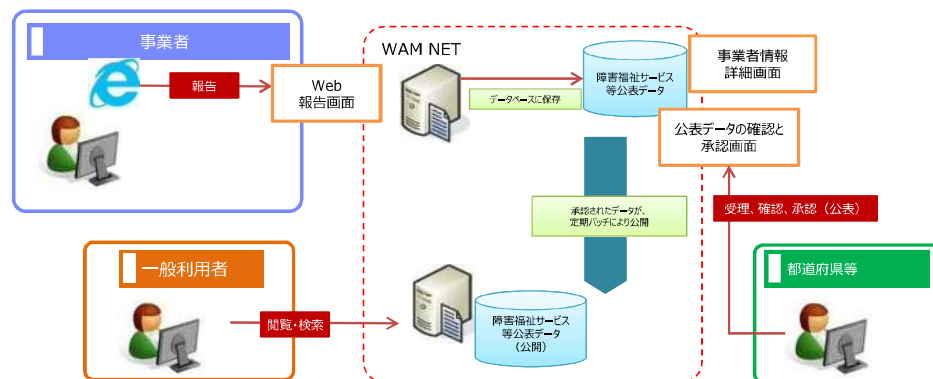 事業者
報告
Web
報告画面
WAM NET
データベースに保存
障害福祉サービス
等公表データ
事業者情報
詳細画面
公表データの確認と
承認画面
承認されたデータが、
定期バッチにより公開
受理、確認、承認（公表）
一般利用者
閲覧・検索
障害福祉サービス
等公表データ
（公開）
都道府県等